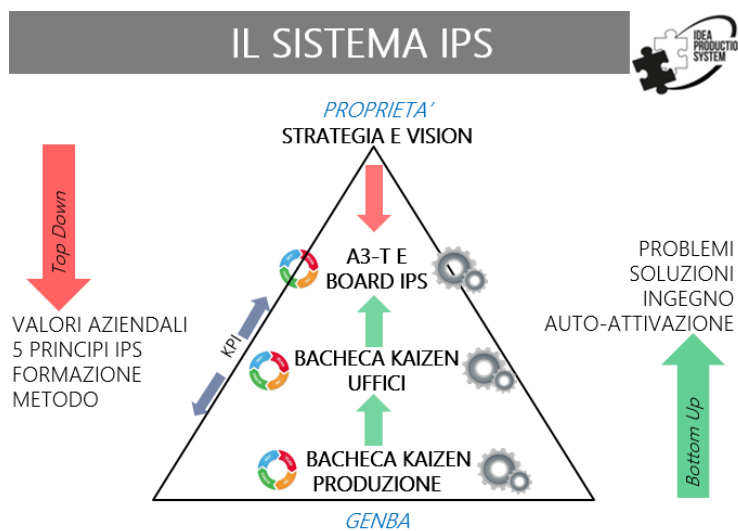 IL SISTEMA IPS
IDEA
PRODUCTIO
SYSTEM
PROPRIETA'
STRATEGIA E VISION
Top Down
A3-T E
BOARD IPS
PROBLEMI
SOLUZIONI
INGEGNO
AUTO-ATTIVAZIONE
VALORI AZIENDALI
5 PRINCIPI IPS
FORMAZIONE
METODO
KPI
BACHECA KAIZEN
UFFICI
Bottom Up
BACHECA KAIZEN
PRODUZIONE
GENBA